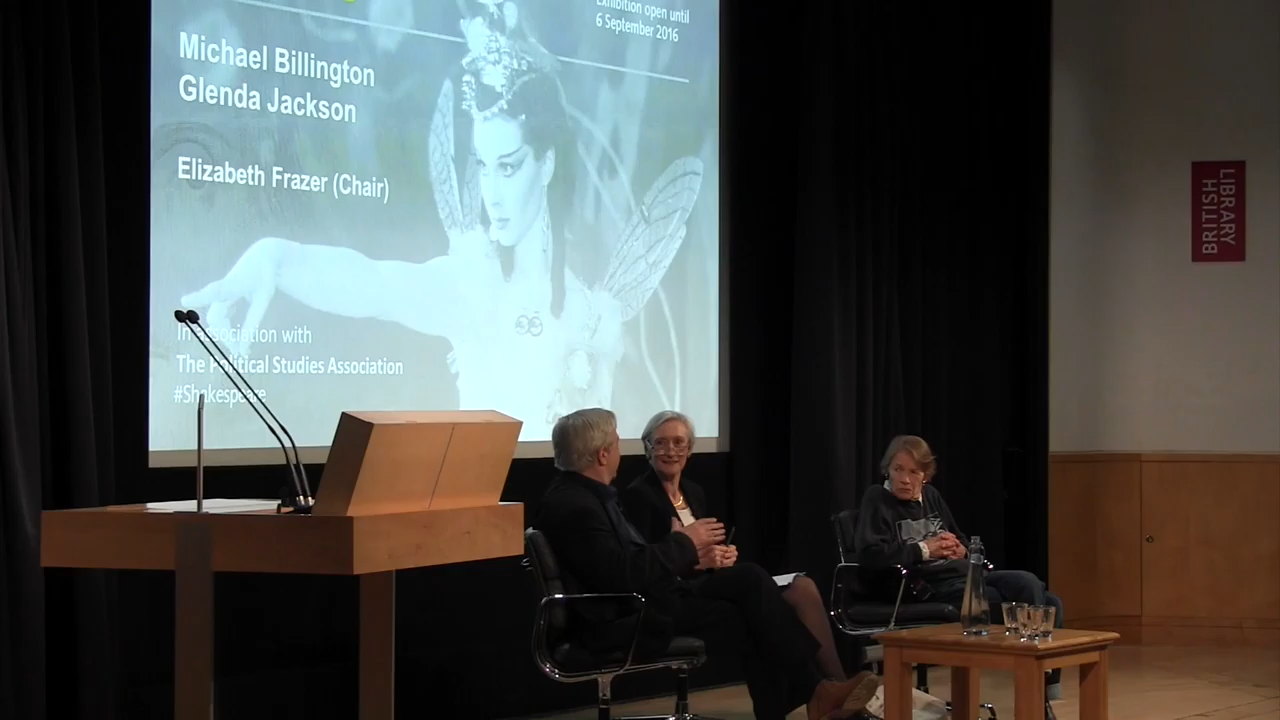 Exhibition open until
6 September 2016
Michael Billington
Glenda Jackson
Elizabeth Frazer (Chair)
In association with
The Political Studies Association
#Shakespeare
LIBRARY
BRITISH